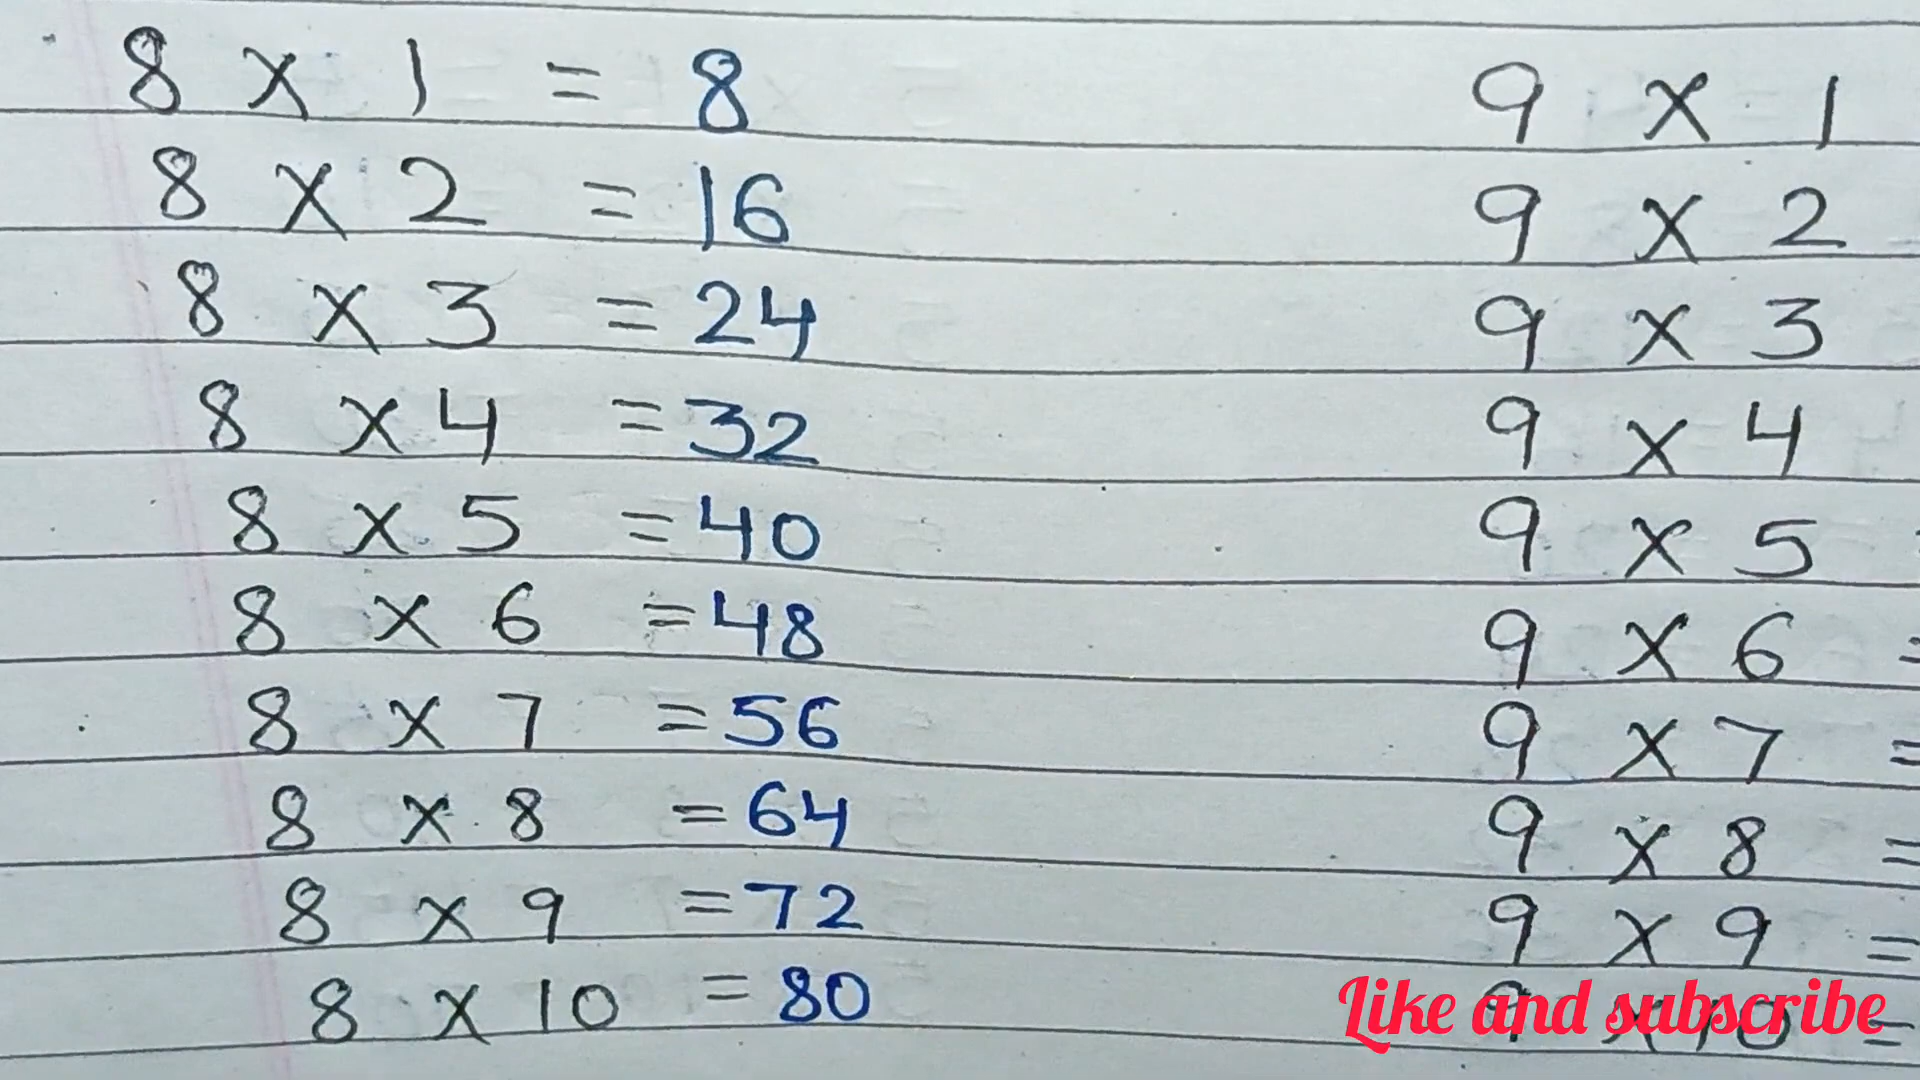 8 x 1 = 8
8 x 2 = 16
8 x 3 = 24
8 x 4 = 32
8 x 5 = 40
8 x 6 = 48
8 x 7 = 56
8 x 8 = 64
8 x 9 = 72
8 x 10 = 80
9 x 1
9 x 2 =
9 x 3
9 x 4
9 x 5 =
9 x 6 =
9 x 7 =
9 x 8 =
9 x 9 =
9 x 10 =
Like and subscribe